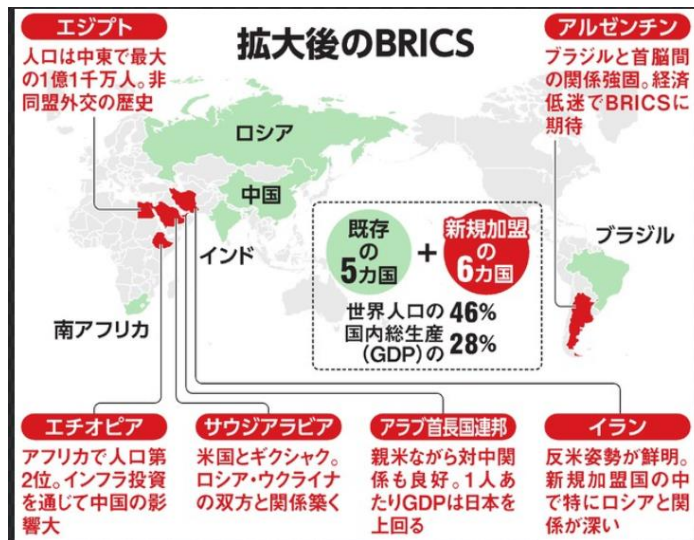 拡大後のBRICS
エジプト
人口は中東で最大
の1億1千万人。非
同盟外交の歴史
アルゼンチン
ブラジルと首脳間
の関係強固。経済
低迷でBRICSに
期待
ロシア
中国
インド
南アフリカ
ブラジル
既存
の
5カ国
+
新規加盟
の
6カ国
世界人口の 46%
国内総生産
(GDP)の 28%
エチオピア
アフリカで人口第
2位。インフラ投資
を通じて中国の影
響大
サウジアラビア
米国とギクシャク。
ロシア・ウクライナ
の双方と関係築く
アラブ首長国連邦
親米ながら対中関
係も良好。1人あ
たりGDPは日本を
上回る
イラン
反米姿勢が鮮明。
新規加盟国の中
で特にロシアと関
係が深い